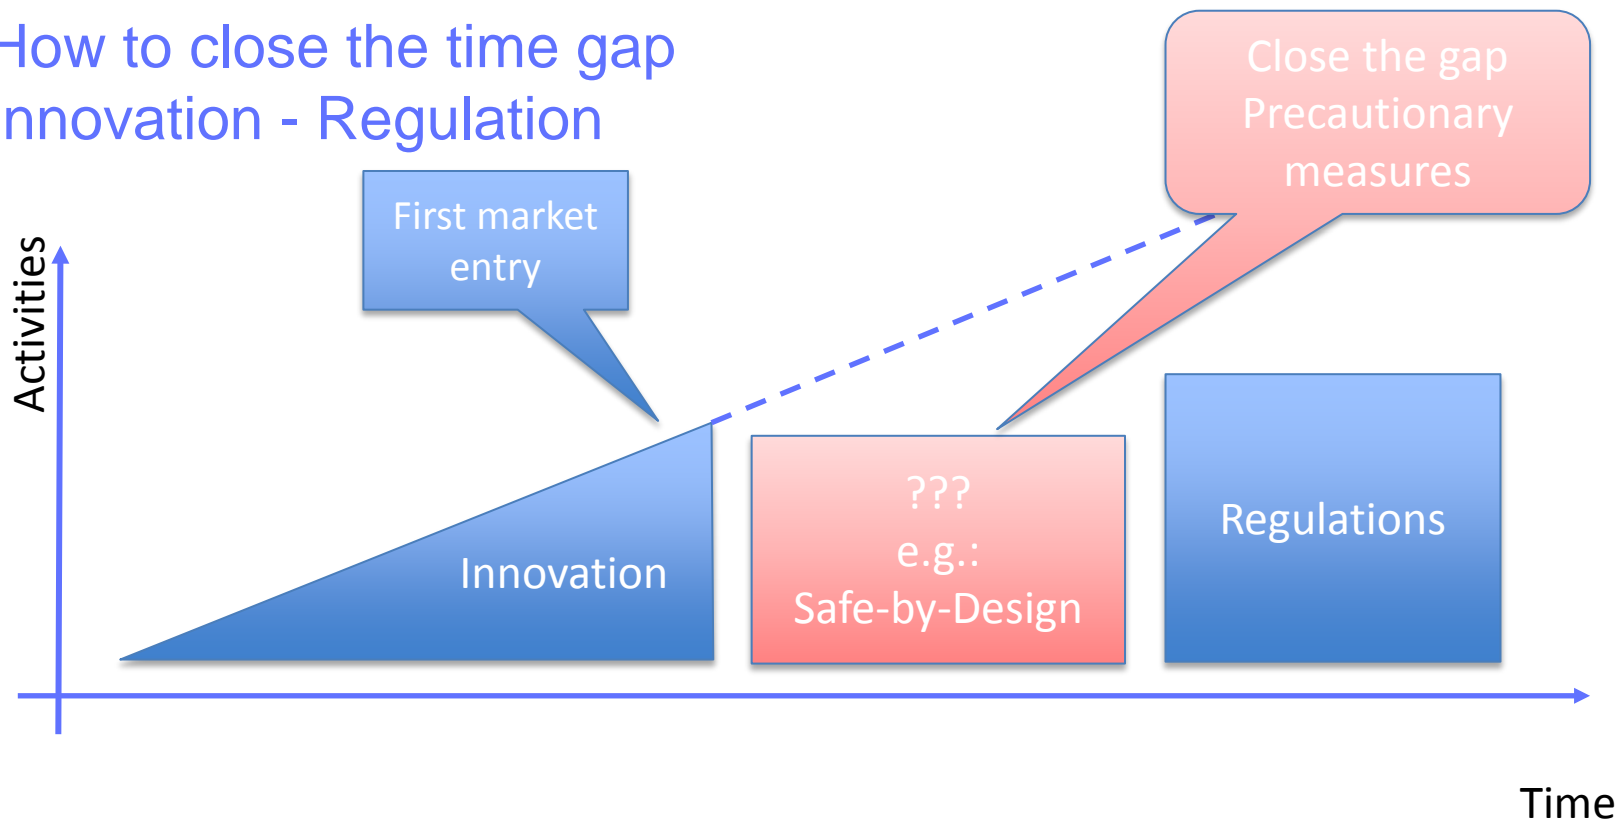 How to close the time gap
nnovation - Regulation
Close the gap
Precautionary
measures
First market
entry
Activities
Innovation
???
e.g.:
Safe-by-Design
Regulations
Time